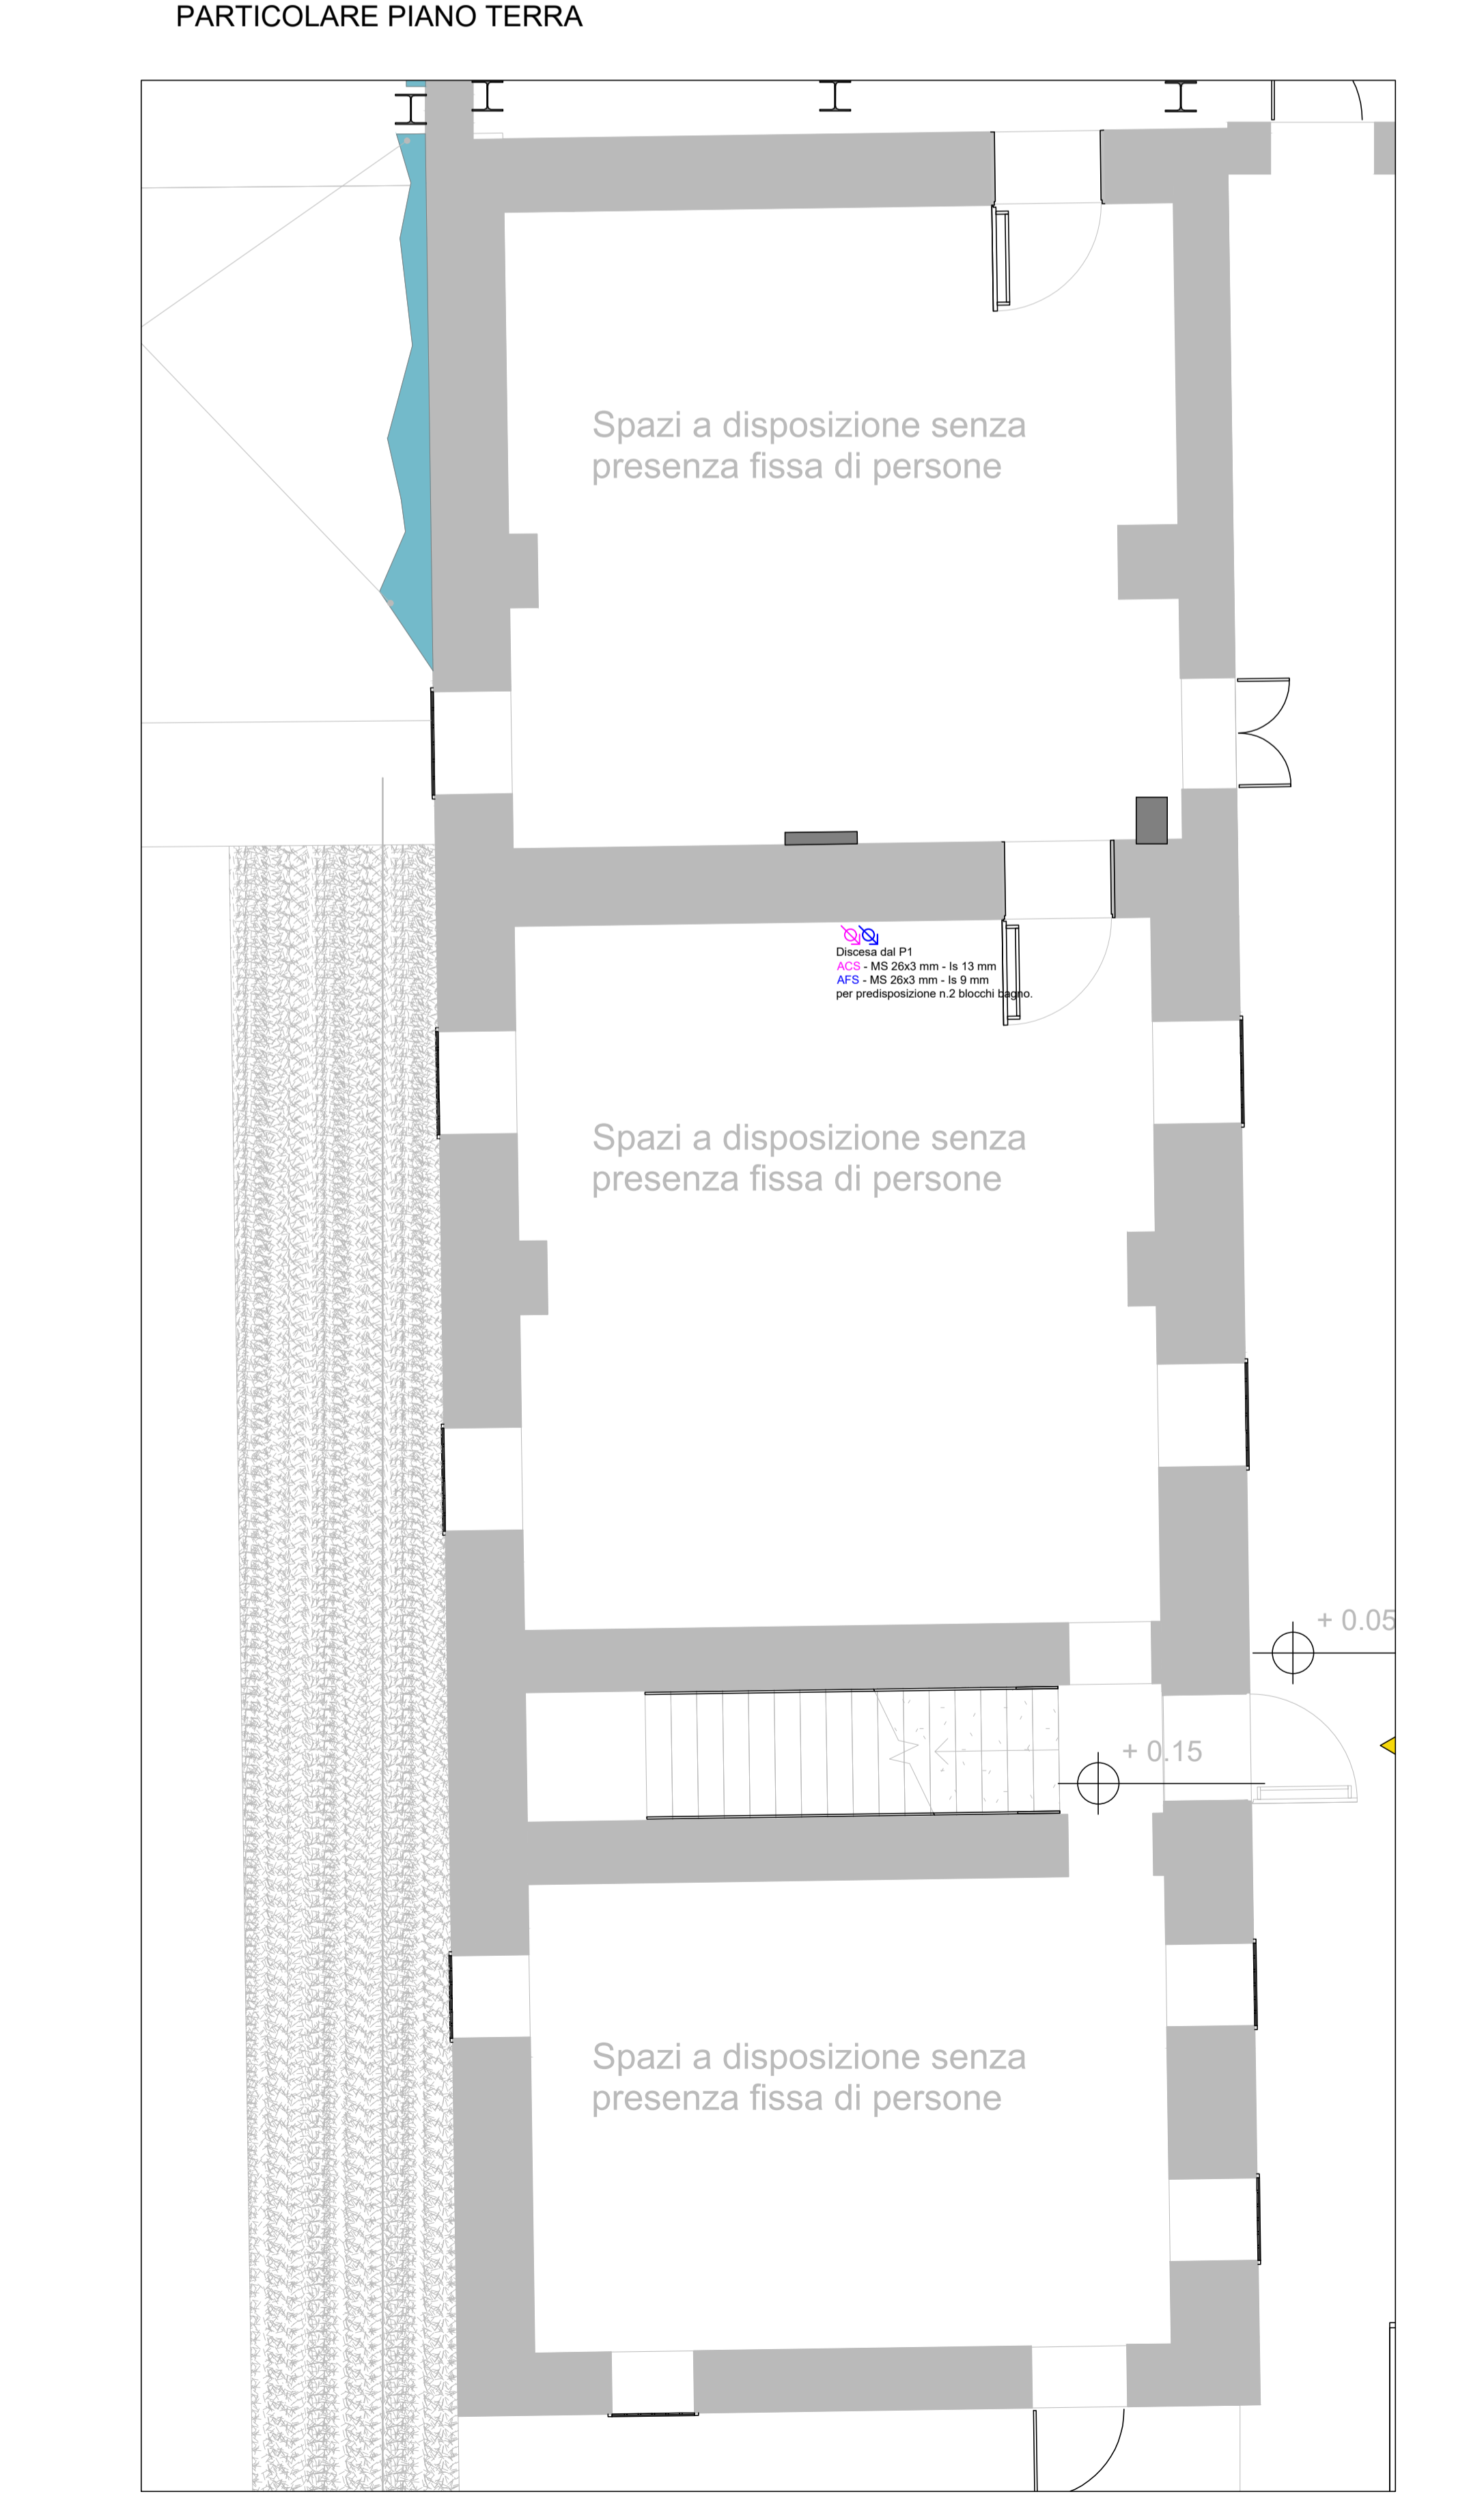 PARTICOLARE PIANO TERRA
Spazi a disposizione senza
presenza fissa di persone
Discesa dal P1
ACS - MS 26x3 mm - Is 13 mm
AFS - MS 26x3 mm - Is 9 mm
per predisposizione n.2 blocchi bagno.
Spazi a disposizione senza
presenza fissa di persone
+ 0.05
+ 0.15
Spazi a disposizione senza
presenza fissa di persone